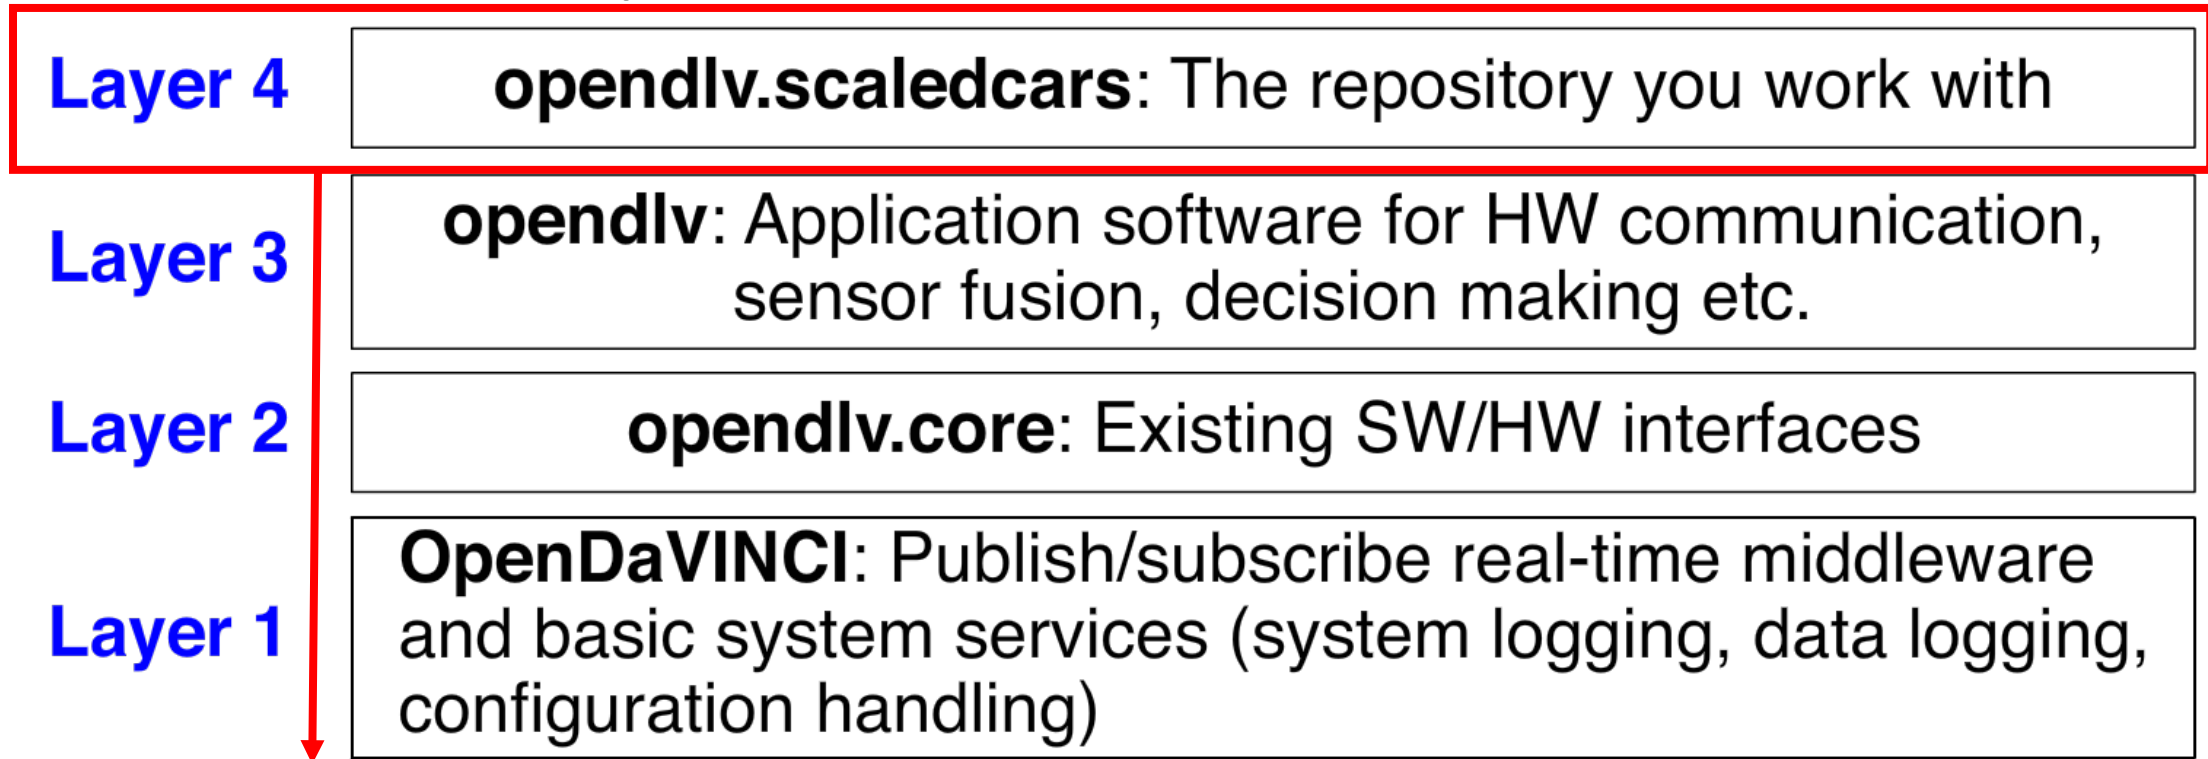 Layer 4
opendlv.scaledcars: The repository you work with
Layer 3
opendlv: Application software for HW communication,
sensor fusion, decision making etc.
Layer 2
opendlv.core: Existing SW/HW interfaces
Layer 1
OpenDaVINCI: Publish/subscribe real-time middleware
and basic system services (system logging, data logging,
configuration handling)